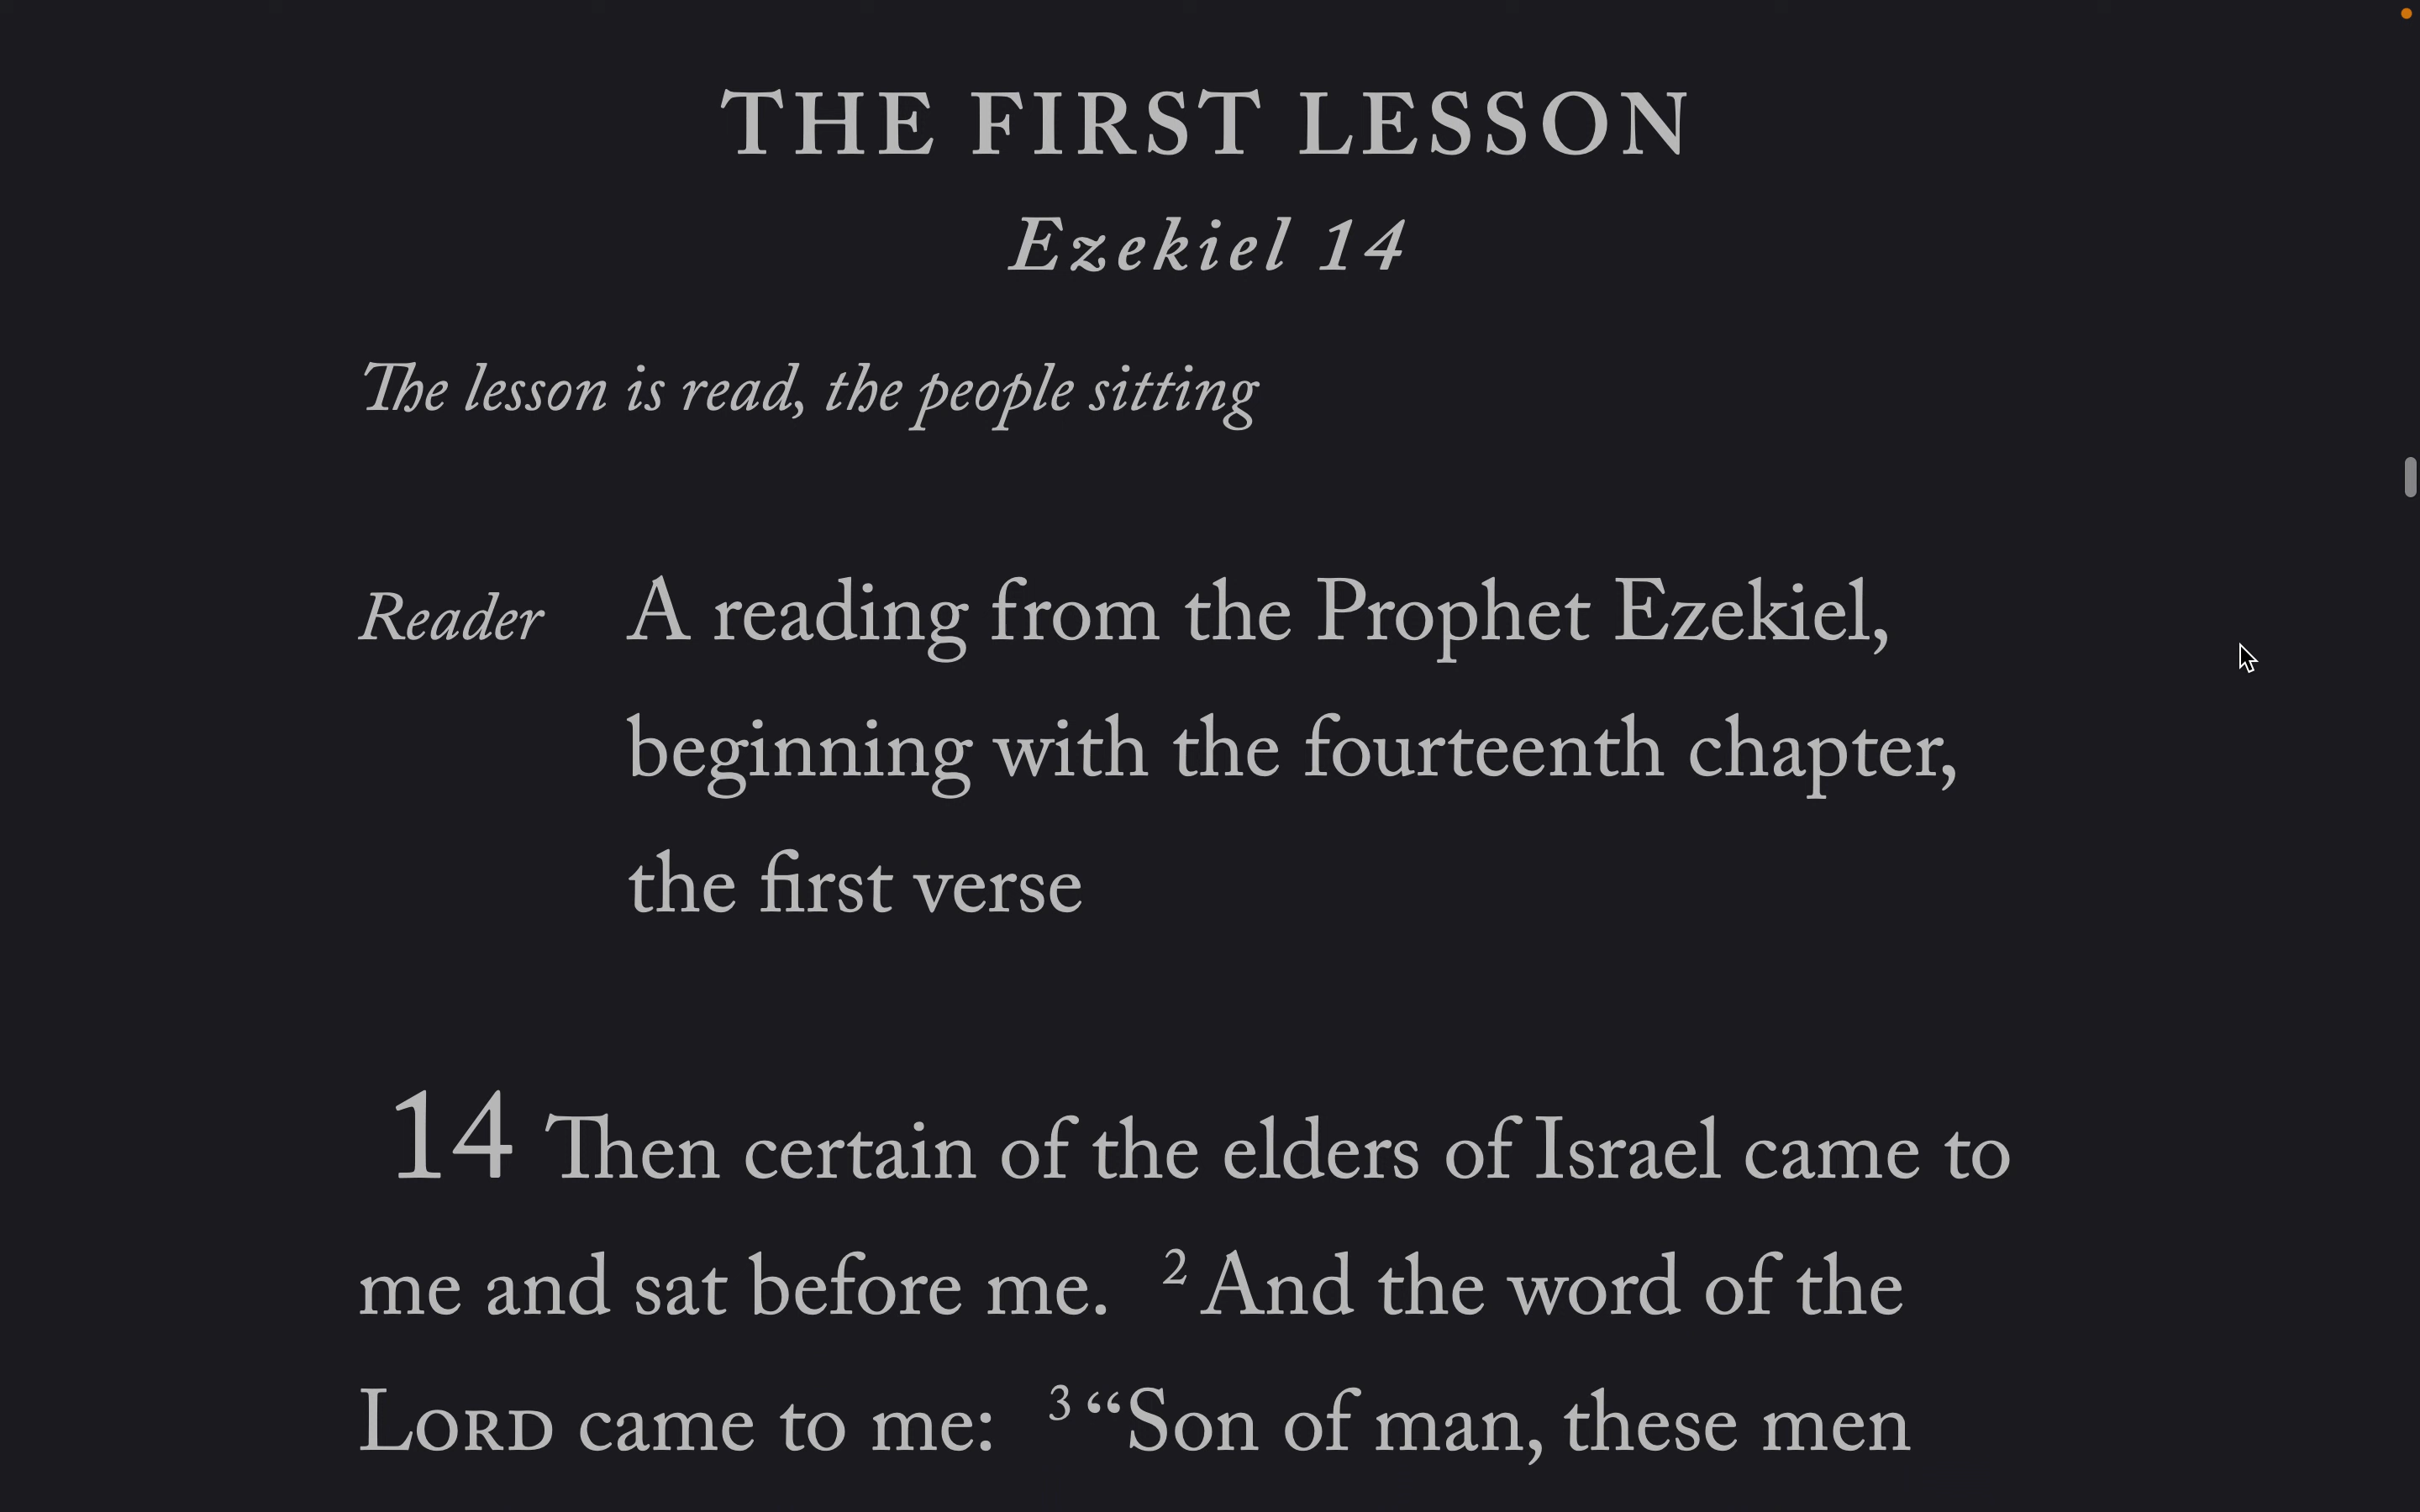 THE FIRST LESSON
Ezekiel 14
The lesson is read, the people sitting
Reader A reading from the Prophet Ezekiel,
beginning with the fourteenth chapter,
the first verse
14 Then certain of the elders of Israel came to
me and sat before me. 2 And the word of the
LORD came to me: 3 “Son of man, these men